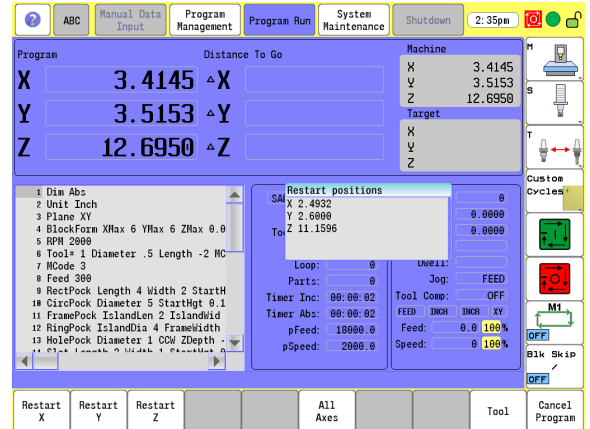 ?
ABC
Manual Data
Input
Program
Management
Program Run
System
Maintenance
Shutdown
2:35pm
Program
Distance To Go
X 3.4145 ΔX
Y 3.5153 ΔY
Z 12.6950 ΔZ
Machine
X 3.4145
Y 3.5153
Z 12.6950
Target
X
Y
Z
M
S
T
Custom
Cycles+
1 Dim Abs
2 Unit Inch
3 Plane XY
4 BlockForm XMax 6 YMax 6 ZMax 0.0
5 RPM 2000
6 Tool# 1 Diameter .5 Length -2 MC
7 MCode 3
8 Feed 300
9 RectPock Length 4 Width 2 StartH
10 CircPock Diameter 5 StartHgt 0.1
11 FramePock IslandLen 2 IslandWid
12 RingPock IslandDia 4 FrameWidth
13 HolePock Diameter 1 CCW ZDepth -
Restart positions
X 2.4932
Y 2.6000
Z 11.1596
0
0.0000
0.0000
Dwell:
Loop: 0
Parts: 0
Timer Inc: 00:00:02
Timer Abs: 00:00:02
pFeed: 18000.0
pSpeed: 2000.0
Jog: FEED
Tool Comp: OFF
FEED INCH INCR XY
Feed: 0.0 100%
Speed: 0 100%
M1
OFF
Blk Skip
/
OFF
Restart
X
Restart
Y
Restart
Z
All
Axes
Tool
Cancel
Program